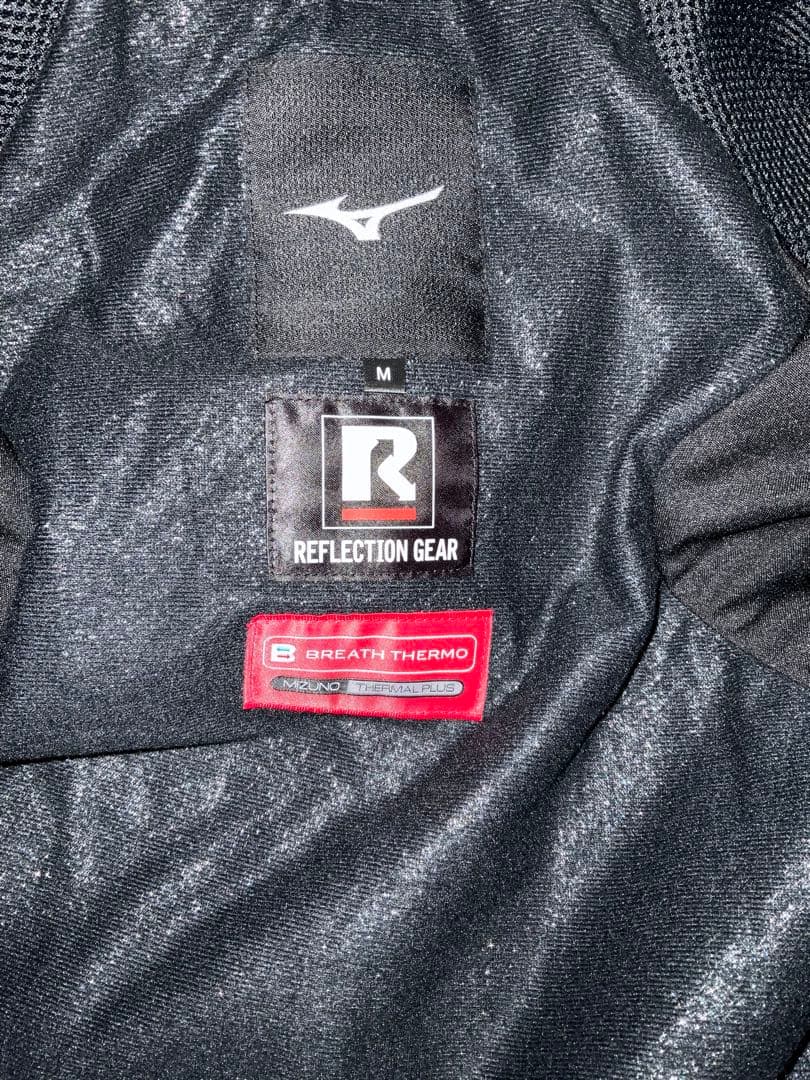 M
R
REFLECTION GEAR
B BREATH THERMO
MIZUNO THERMAL PLUS